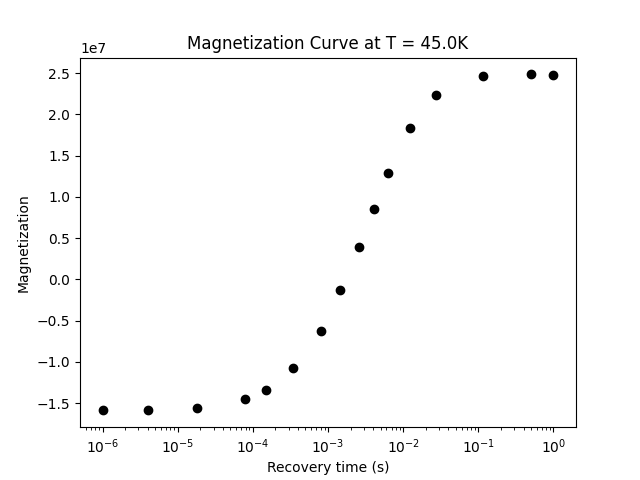 Magnetization Curve at T = 45.0K
1e7
2.5
2.0
1.5
1.0
0.5
0.0
−0.5
−1.0
−1.5
Magnetization
10⁻⁶ 10⁻⁵ 10⁻⁴ 10⁻³ 10⁻² 10⁻¹ 10⁰
Recovery time (s)